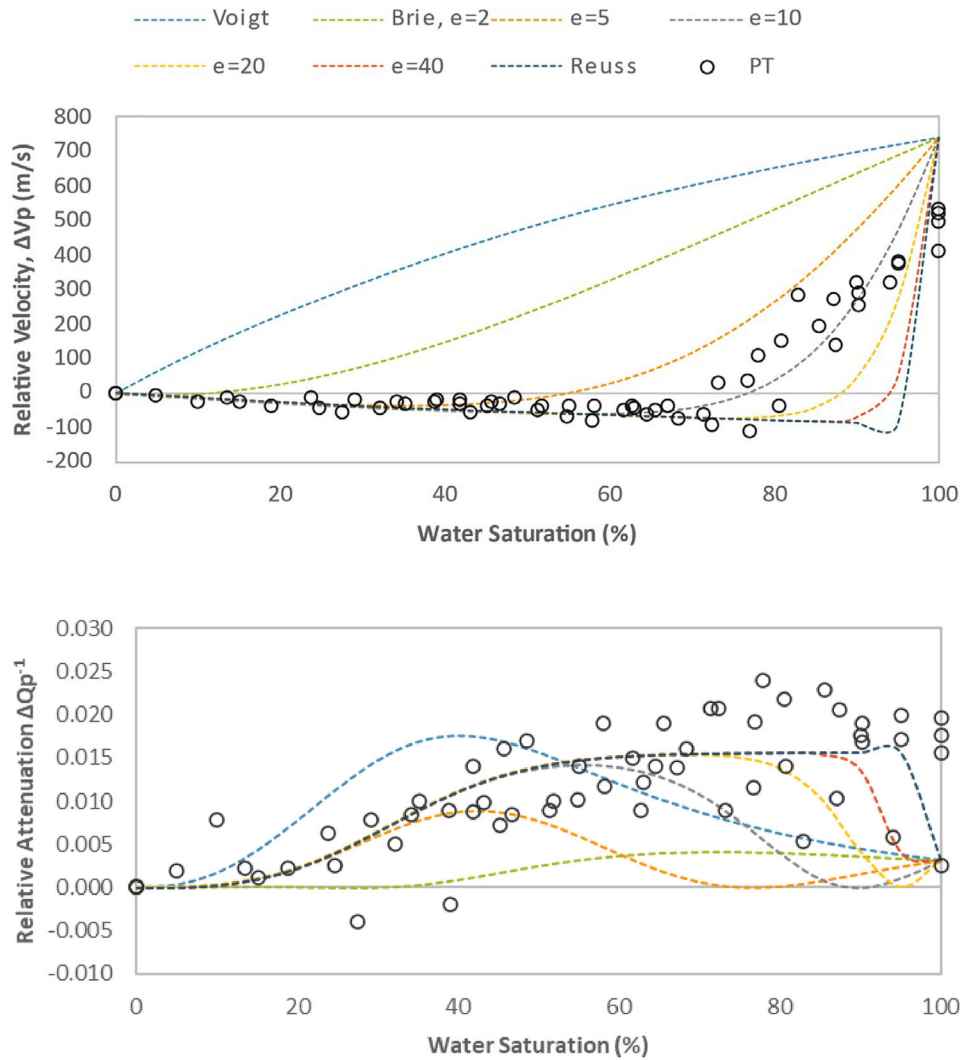 Voigt Brie, e=2 e=5 e=10
e=20 e=40 Reuss PT
Relative Velocity, ΔVp (m/s)
800
700
600
500
400
300
200
100
0
-100
-200
0 20 40 60 80 100
Water Saturation (%)
Relative Attenuation ΔQp⁻¹
0.030
0.025
0.020
0.015
0.010
0.005
0.000
-0.005
-0.010
0 20 40 60 80 100
Water Saturation (%)